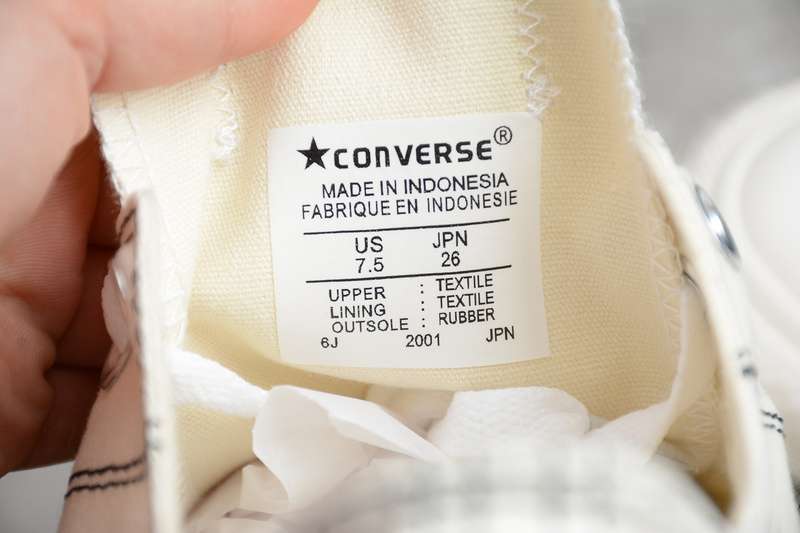 ★CONVERSE®
MADE IN INDONESIA
FABRIQUE EN INDONESIE
US JPN
7.5 26
UPPER : TEXTILE
LINING : TEXTILE
OUTSOLE : RUBBER
6J 2001 JPN